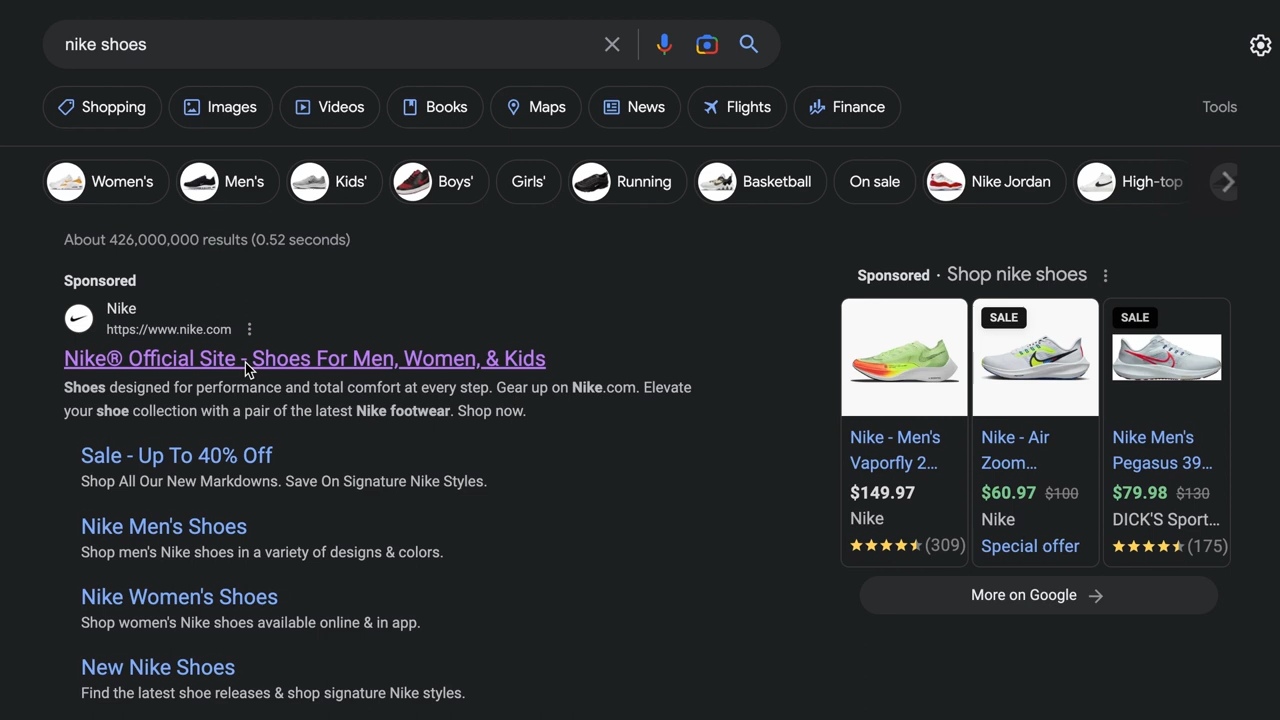 nike shoes
Shopping
Images
Videos
Books
Maps
News
Flights
Finance
Tools
Women's
Men's
Kids'
Boys'
Girls'
Running
Basketball
On sale
Nike Jordan
High-top
About 426,000,000 results (0.52 seconds)
Sponsored
Nike
https://www.nike.com
Nike® Official Site - Shoes For Men, Women, & Kids
Shoes designed for performance and total comfort at every step. Gear up on Nike.com. Elevate
your shoe collection with a pair of the latest Nike footwear. Shop now.
Sale - Up To 40% Off
Shop All Our New Markdowns. Save On Signature Nike Styles.
Nike Men's Shoes
Shop men's Nike shoes in a variety of designs & colors.
Nike Women's Shoes
Shop women's Nike shoes available online & in app.
New Nike Shoes
Find the latest shoe releases & shop signature Nike styles.
Sponsored · Shop nike shoes
Nike - Men's
Vaporfly 2...
$149.97
Nike
(309)
SALE
Nike - Air
Zoom...
$60.97 $100
Nike
Special offer
SALE
Nike Men's
Pegasus 39...
$79.98 $130
DICK'S Sport...
(175)
More on Google